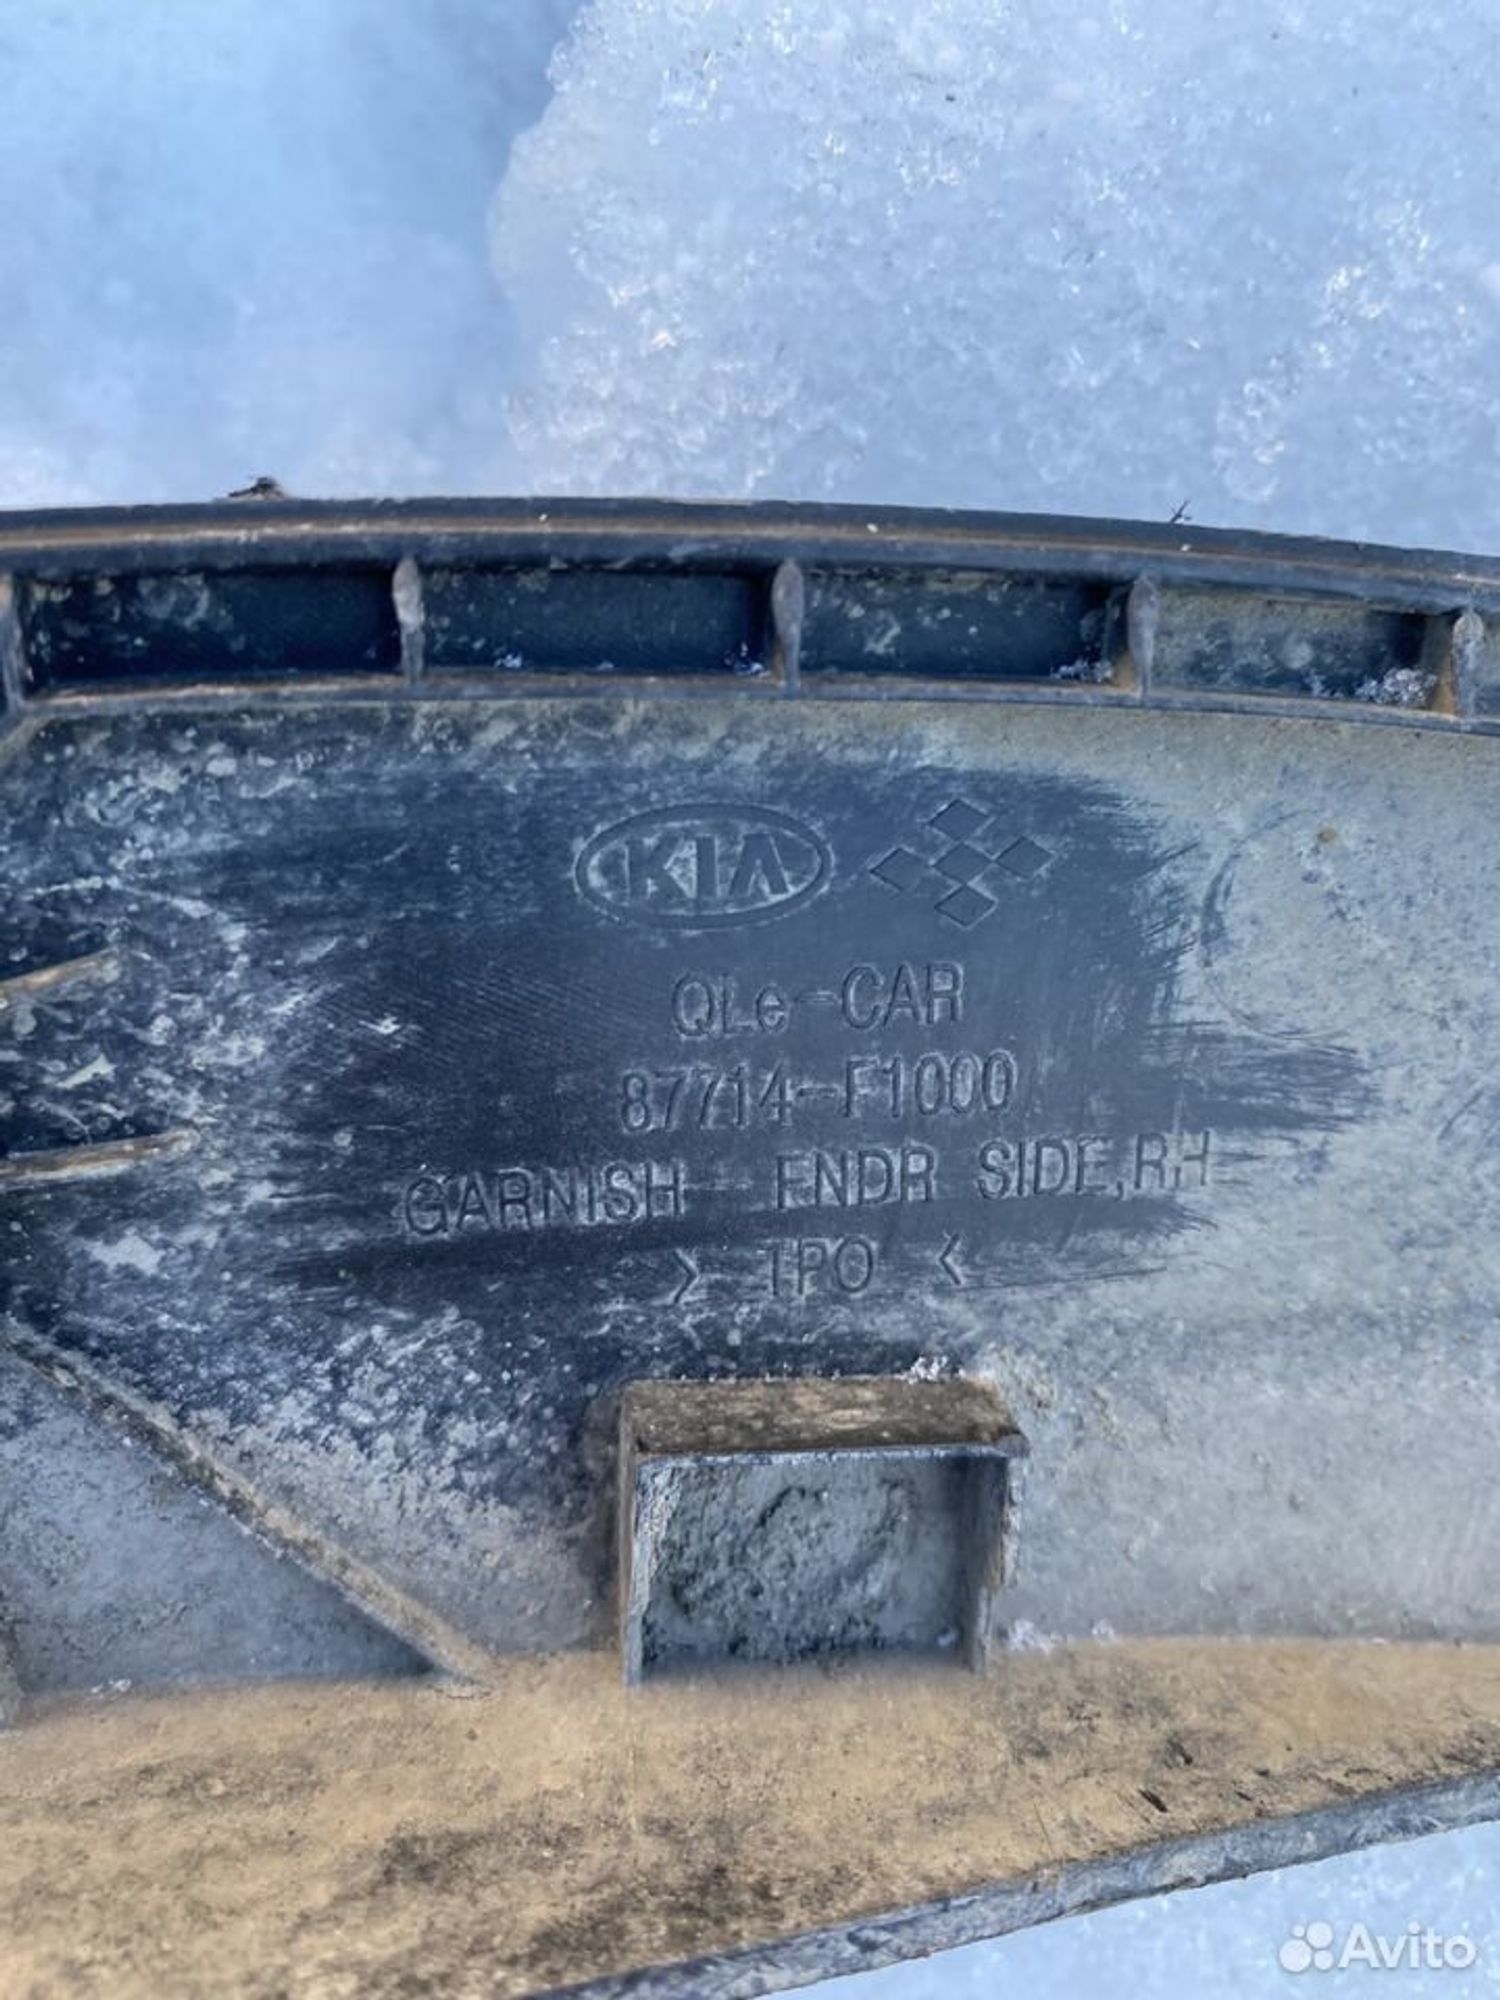 KIA
QLe-CAR
87714-F1000
GARNISH - FNDR SIDE,RH
> TPO <
Avito